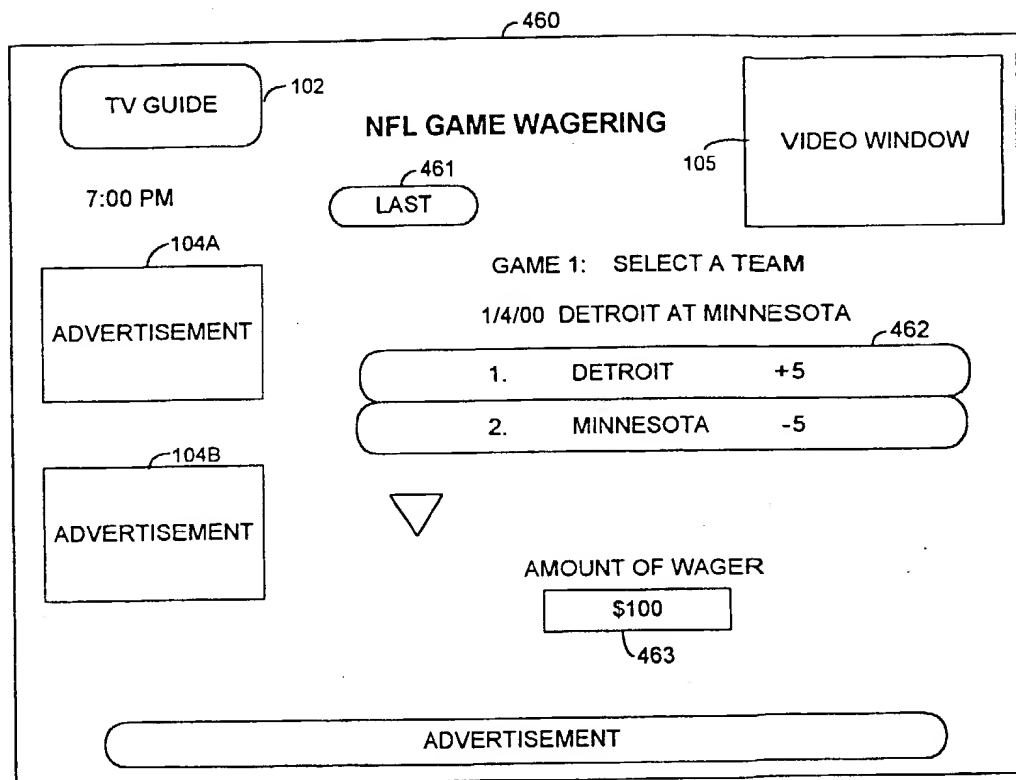 460
TV GUIDE
102
NFL GAME WAGERING
105
VIDEO WINDOW
7:00 PM
461
LAST
104A
ADVERTISEMENT
GAME 1: SELECT A TEAM
1/4/00 DETROIT AT MINNESOTA
462
1. DETROIT +5
2. MINNESOTA -5
104B
ADVERTISEMENT
AMOUNT OF WAGER
$100
463
ADVERTISEMENT